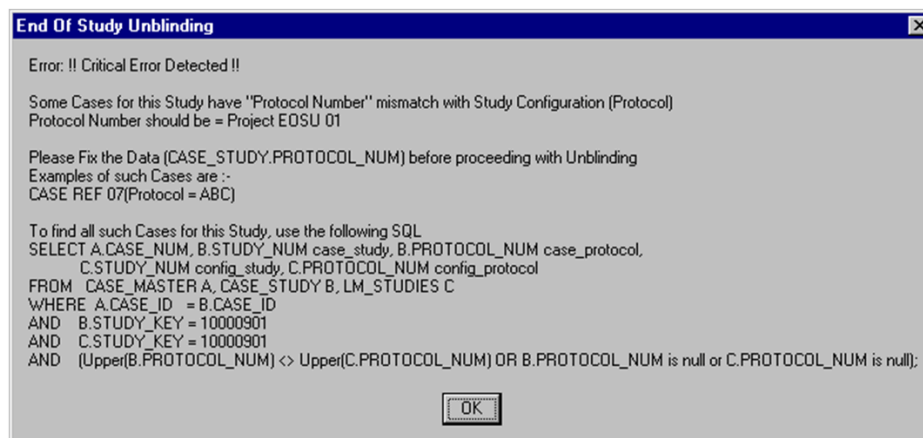 End Of Study Unblinding
Error: !! Critical Error Detected !!
Some Cases for this Study have "Protocol Number" mismatch with Study Configuration (Protocol)
Protocol Number should be = Project EOSU 01
Please Fix the Data (CASE_STUDY.PROTOCOL_NUM) before proceeding with Unblinding
Examples of such Cases are :-
CASE REF 07(Protocol = ABC)
To find all such Cases for this Study, use the following SQL
SELECT A.CASE_NUM, B.STUDY_NUM case_study, B.PROTOCOL_NUM case_protocol,
C.STUDY_NUM config_study, C.PROTOCOL_NUM config_protocol
FROM CASE_MASTER A, CASE_STUDY B, LM_STUDIES C
WHERE A.CASE_ID = B.CASE_ID
AND B.STUDY_KEY = 10000901
AND C.STUDY_KEY = 10000901
AND (Upper(B.PROTOCOL_NUM) <> Upper(C.PROTOCOL_NUM) OR B.PROTOCOL_NUM is null or C.PROTOCOL_NUM is null);
OK